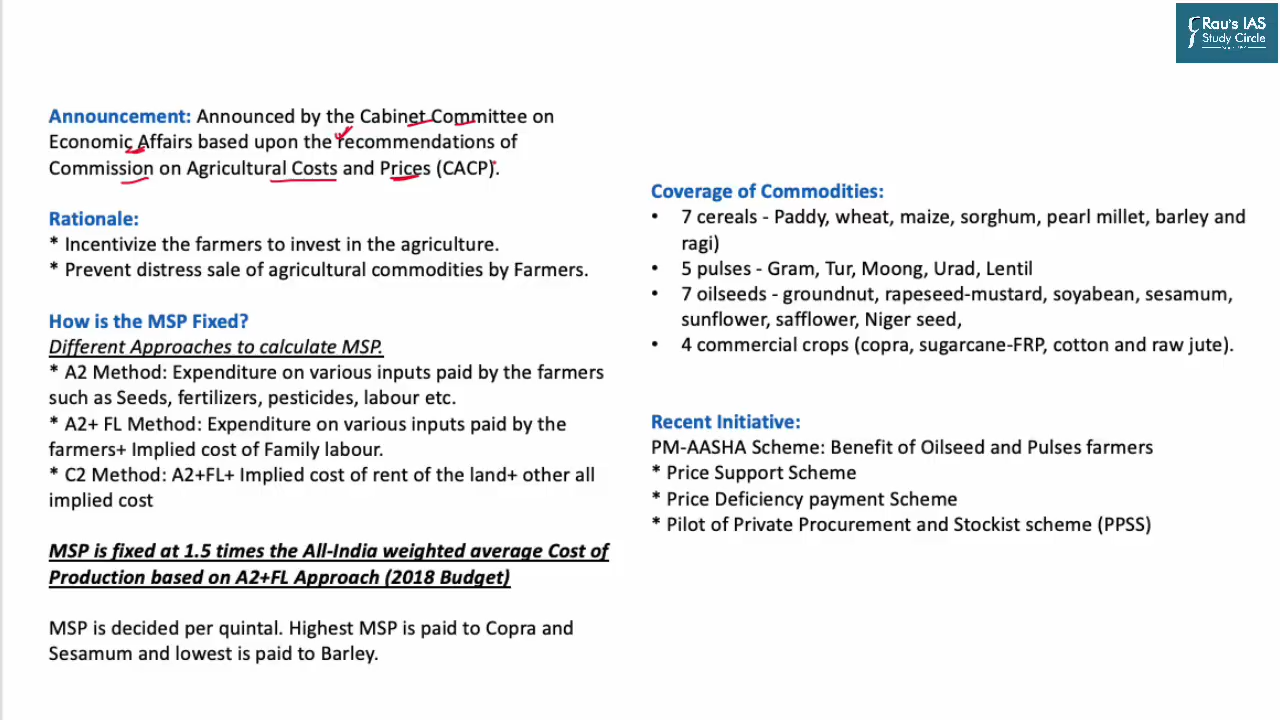 Rau's IAS
Study Circle
Announcement: Announced by the Cabinet Committee on
Economic Affairs based upon the recommendations of
Commission on Agricultural Costs and Prices (CACP).
Rationale:
* Incentivize the farmers to invest in the agriculture.
* Prevent distress sale of agricultural commodities by Farmers.
How is the MSP Fixed?
Different Approaches to calculate MSP.
* A2 Method: Expenditure on various inputs paid by the farmers
such as Seeds, fertilizers, pesticides, labour etc.
* A2+ FL Method: Expenditure on various inputs paid by the
farmers+ Implied cost of Family labour.
* C2 Method: A2+FL+ Implied cost of rent of the land+ other all
implied cost
MSP is fixed at 1.5 times the All-India weighted average Cost of
Production based on A2+FL Approach (2018 Budget)
MSP is decided per quintal. Highest MSP is paid to Copra and
Sesamum and lowest is paid to Barley.
Coverage of Commodities:
• 7 cereals - Paddy, wheat, maize, sorghum, pearl millet, barley and
ragi)
• 5 pulses - Gram, Tur, Moong, Urad, Lentil
• 7 oilseeds - groundnut, rapeseed-mustard, soyabean, sesamum,
sunflower, safflower, Niger seed,
• 4 commercial crops (copra, sugarcane-FRP, cotton and raw jute).
Recent Initiative:
PM-AASHA Scheme: Benefit of Oilseed and Pulses farmers
* Price Support Scheme
* Price Deficiency payment Scheme
* Pilot of Private Procurement and Stockist scheme (PPSS)